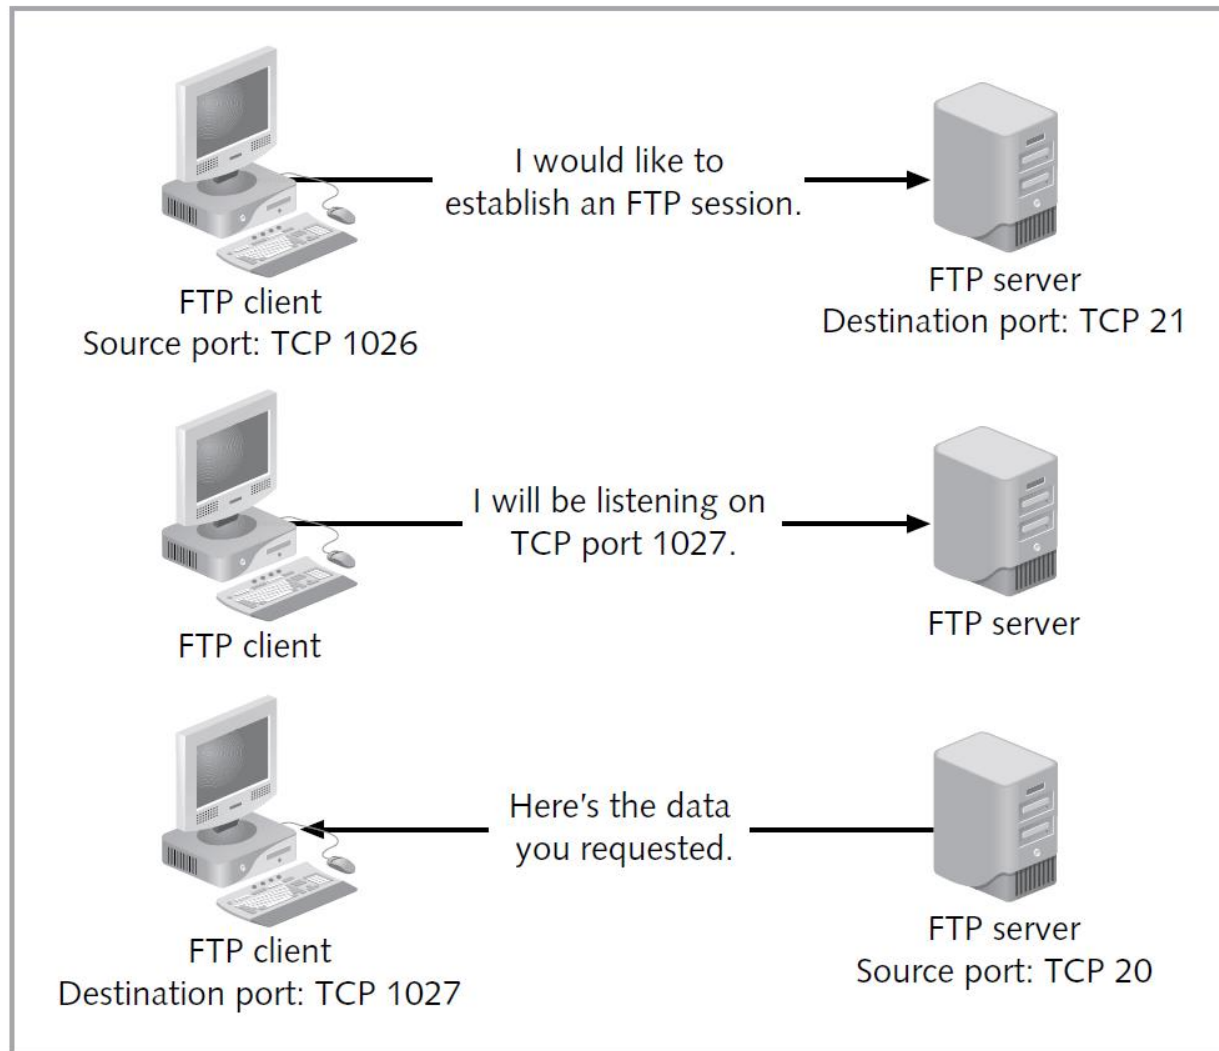 I would like to
establish an FTP session.
FTP client
Source port: TCP 1026
FTP server
Destination port: TCP 21
I will be listening on
TCP port 1027.
FTP client
FTP server
Here's the data
you requested.
FTP client
Destination port: TCP 1027
FTP server
Source port: TCP 20